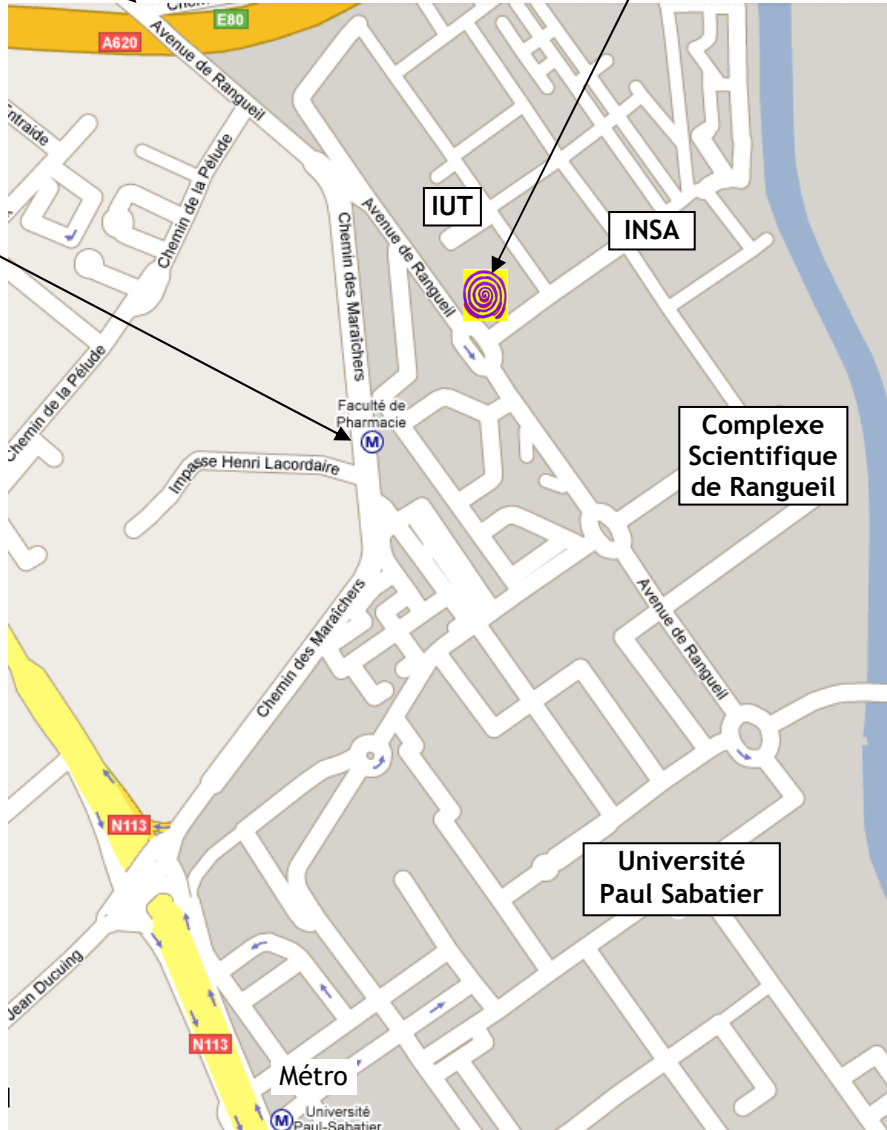 Chem
E80
A620
Avenue de Rangueil
Entraide
Chemin de la Pélude
IUT
INSA
Chemin des Maraîchers
Avenue de Rangueil
Chemin de la Pélude
Faculté de
Pharmacie
M
Impasse Henri Lacordaire
Complexe
Scientifique
de Rangueil
Avenue de Rangueil
Chemin des Maraîchers
N113
Université
Paul Sabatier
Jean Ducuing
N113
Métro
M
Université
Paul-Sabatier